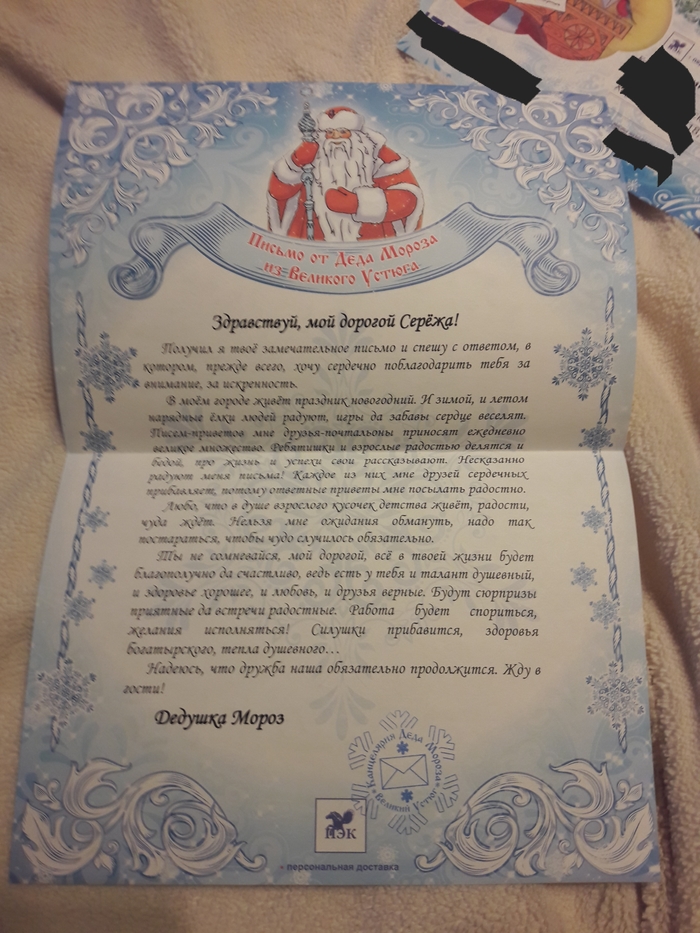 Письмо от Деда Мороза
из Великого Устюга
Здравствуй, мой дорогой Серёжа!
Получил я твоё замечательное письмо и спешу с ответом, в
котором, прежде всего, хочу сердечно поблагодарить тебя за
внимание, за искренность.
В моём городе живёт праздник новогодний. И зимой, и летом
нарядные ёлки людей радуют, игры да забавы сердце веселят.
Писем-приветов мне друзья-почтальоны приносят ежедневно
великое множество. Ребятишки и взрослые радостью делятся и
бедой, про жизнь и успехи свои рассказывают. Несказанно
радуют меня письма! Каждое из них мне друзей сердечных
прибавляет, потому ответные приветы мне посылать радостно.
Любо, что в душе взрослого кусочек детства живёт, радости,
чуда ждёт. Нельзя мне ожидания обмануть, надо так
постараться, чтобы чудо случилось обязательно.
Ты не сомневайся, мой дорогой, всё в твоей жизни будет
благополучно да счастливо, ведь есть у тебя и талант душевный,
и здоровье хорошее, и любовь, и друзья верные. Будут сюрпризы
приятные да встречи радостные. Работа будет спориться,
желания исполняться! Силушки прибавится, здоровья
богатырского, тепла душевного…
Надеюсь, что дружба наша обязательно продолжится. Жду в
гости!
Дедушка Мороз
Канцелярия Деда Мороза
Великий Устюг
ПЭК
- персональная доставка